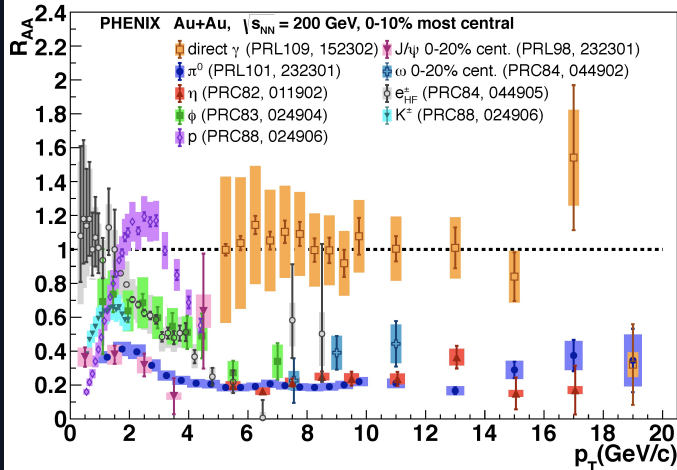 PHENIX Au+Au, √s_NN = 200 GeV, 0-10% most central
direct γ (PRL109, 152302)
π⁰ (PRL101, 232301)
η (PRC82, 011902)
ϕ (PRC83, 024904)
p (PRC88, 024906)
J/ψ 0-20% cent. (PRL98, 232301)
ω 0-20% cent. (PRC84, 044902)
e±HF (PRC84, 044905)
K± (PRC88, 024906)
R_AA
2.4
2.2
2
1.8
1.6
1.4
1.2
1
0.8
0.6
0.4
0.2
0
0 2 4 6 8 10 12 14 16 18 20
p_T(GeV/c)